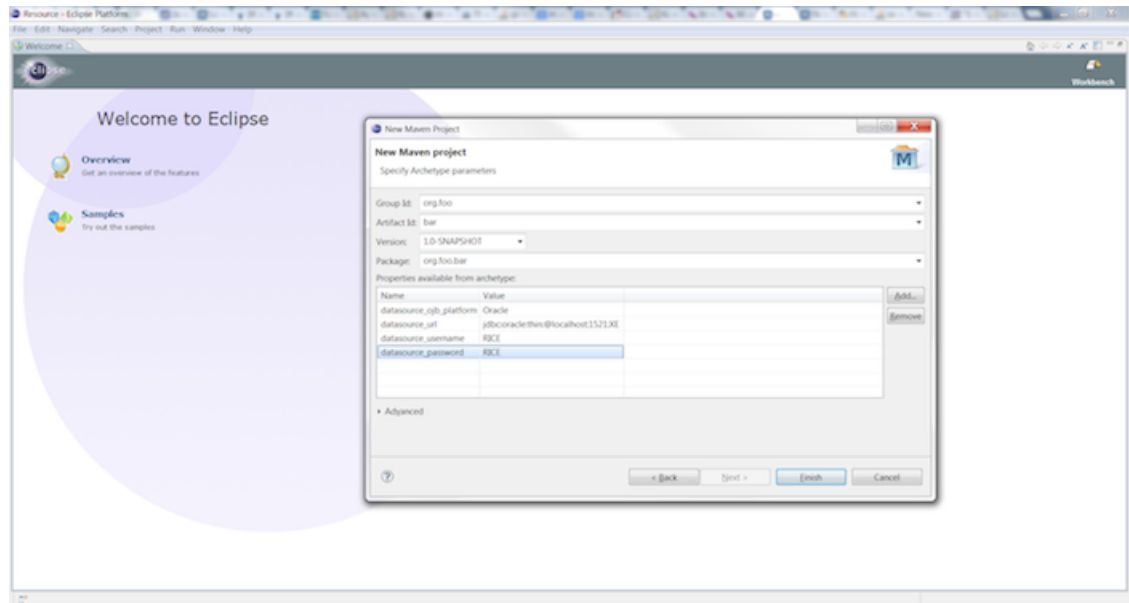 Resource - Eclipse Platform
File Edit Navigate Search Project Run Window Help
Welcome
eclipse
Workbench
Welcome to Eclipse
Overview
Get an overview of the features
Samples
Try out the samples
New Maven Project
New Maven project
Specify Archetype parameters
M
Group Id: org.foo
Artifact Id: bar
Version: 1.0-SNAPSHOT
Package: org.foo.bar
Properties available from archetype:
Name Value
datasource_ojb_platform Oracle
datasource_url jdbc:oracle:thin:@localhost:1521:XE
datasource_username RICE
datasource_password RICE
Add...
Remove
Advanced
?
< Back Next > Finish Cancel